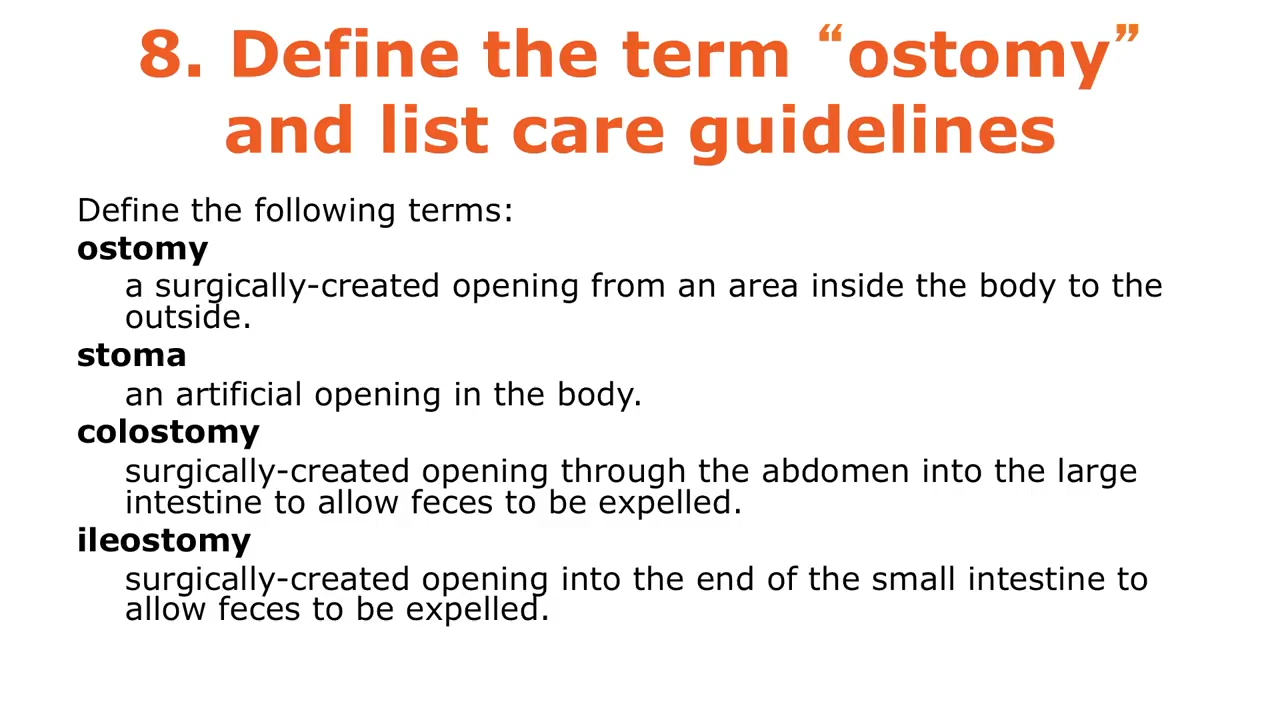 8. Define the term “ostomy”
and list care guidelines
Define the following terms:
ostomy
a surgically-created opening from an area inside the body to the
outside.
stoma
an artificial opening in the body.
colostomy
surgically-created opening through the abdomen into the large
intestine to allow feces to be expelled.
ileostomy
surgically-created opening into the end of the small intestine to
allow feces to be expelled.